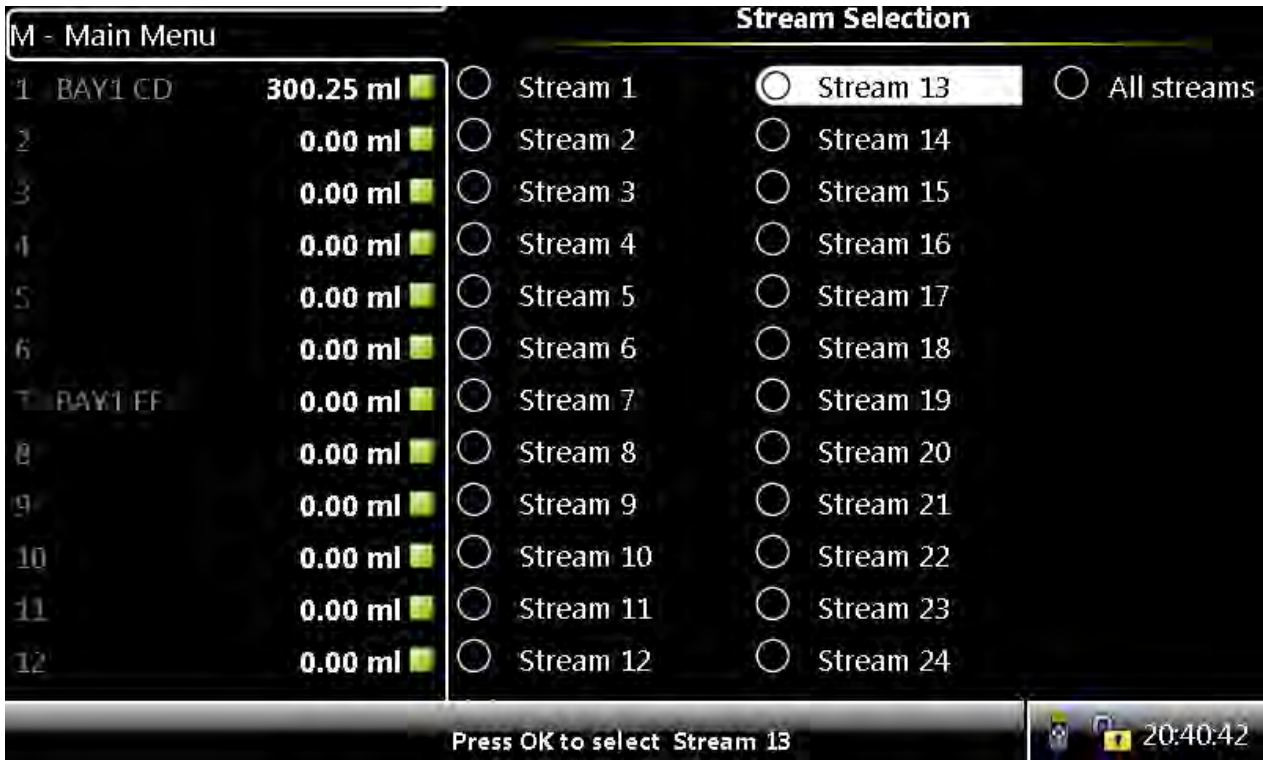 M - Main Menu
Stream Selection
1 BAY1 CD 300.25 ml
2 0.00 ml
3 0.00 ml
4 0.00 ml
5 0.00 ml
6 0.00 ml
7 BAY1 EF 0.00 ml
8 0.00 ml
9 0.00 ml
10 0.00 ml
11 0.00 ml
12 0.00 ml
Stream 1
Stream 2
Stream 3
Stream 4
Stream 5
Stream 6
Stream 7
Stream 8
Stream 9
Stream 10
Stream 11
Stream 12
Stream 13
Stream 14
Stream 15
Stream 16
Stream 17
Stream 18
Stream 19
Stream 20
Stream 21
Stream 22
Stream 23
Stream 24
All streams
Press OK to select Stream 13
20:40:42